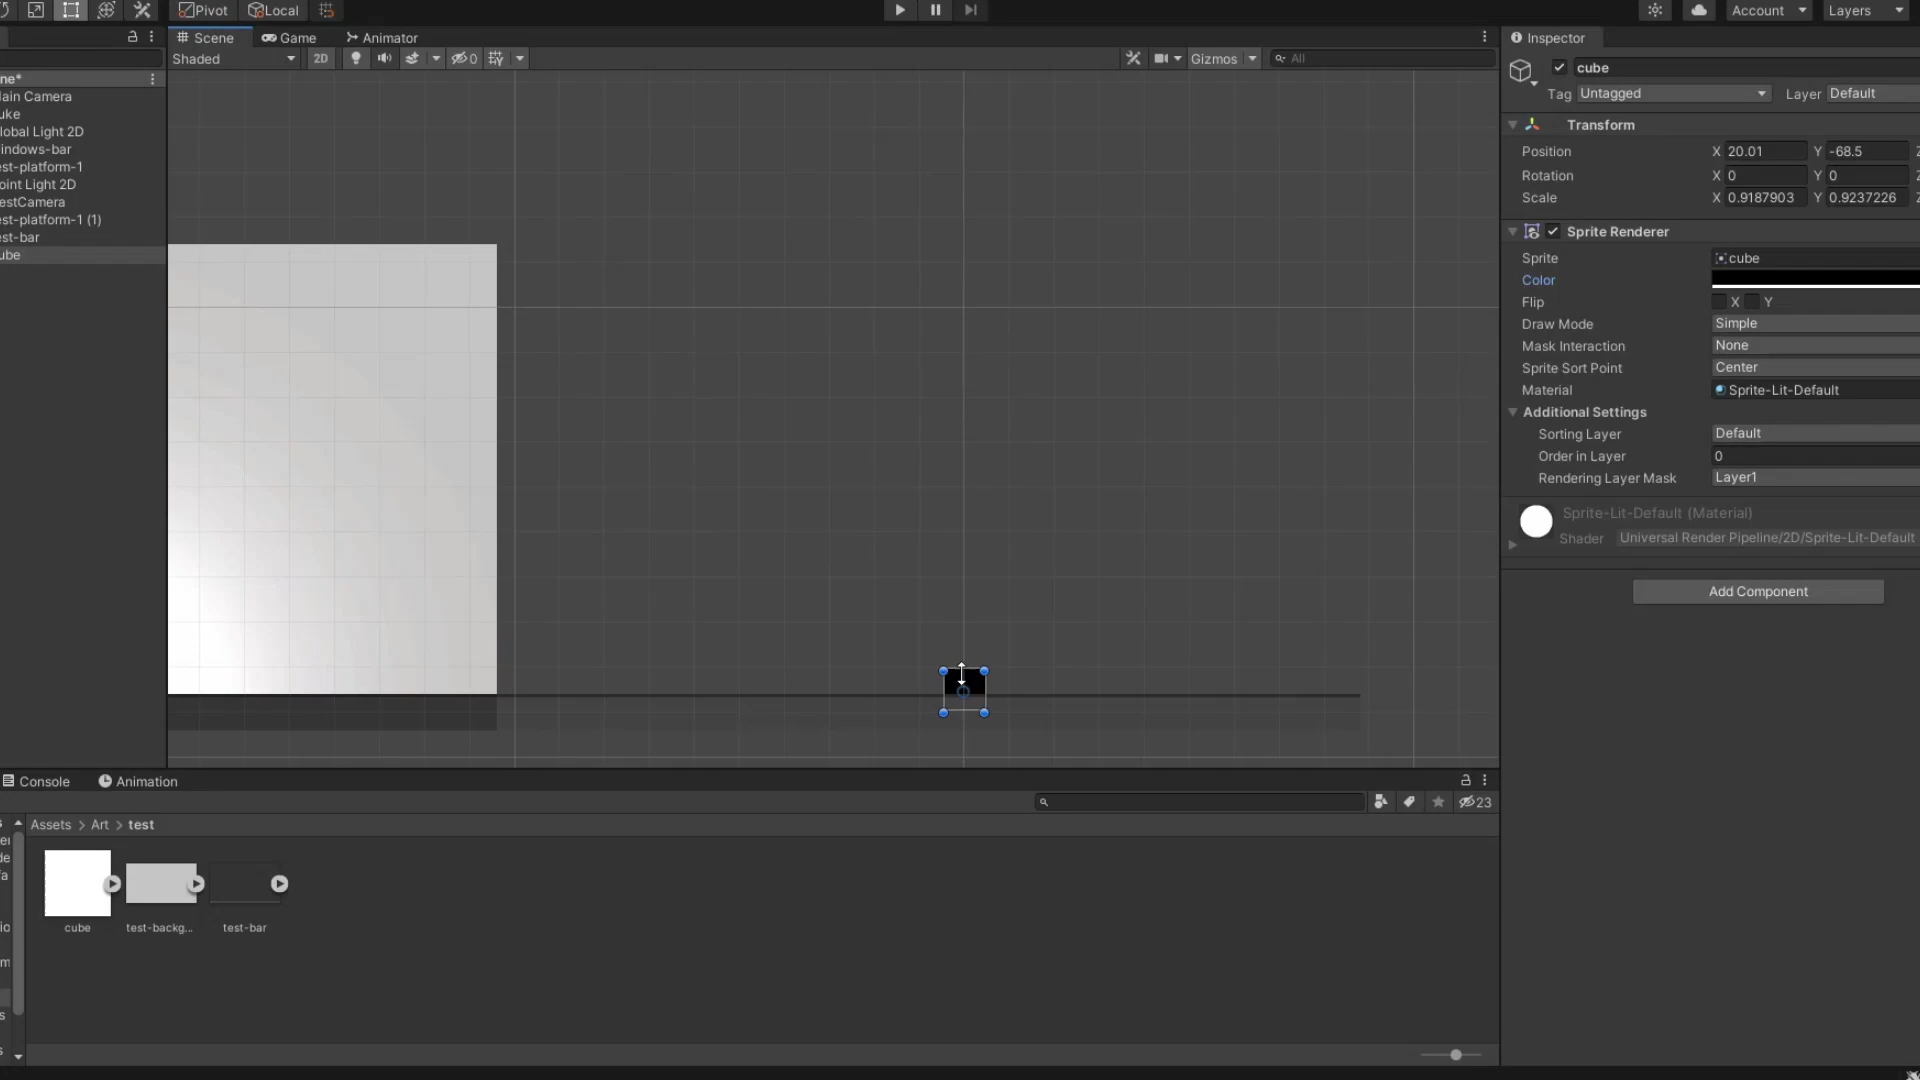 Pivot Local Account Layers
Scene Game Animator
Inspector
Shaded 2D 0 Gizmos All
cube
ne*
Tag Untagged Layer Default
ain Camera
uke
lobal Light 2D
indows-bar
est-platform-1
oint Light 2D
estCamera
est-platform-1 (1)
est-bar
ube
Transform
Position X 20.01 Y -68.5 Z
Rotation X 0 Y 0 Z
Scale X 0.9187903 Y 0.9237226 Z
Sprite Renderer
Sprite cube
Color
Flip X Y
Draw Mode Simple
Mask Interaction None
Sprite Sort Point Center
Material Sprite-Lit-Default
Additional Settings
Sorting Layer Default
Order in Layer 0
Rendering Layer Mask Layer1
Sprite-Lit-Default (Material)
Shader Universal Render Pipeline/2D/Sprite-Lit-Default
Add Component
Console Animation
23
Assets > Art > test
cube test-backg... test-bar